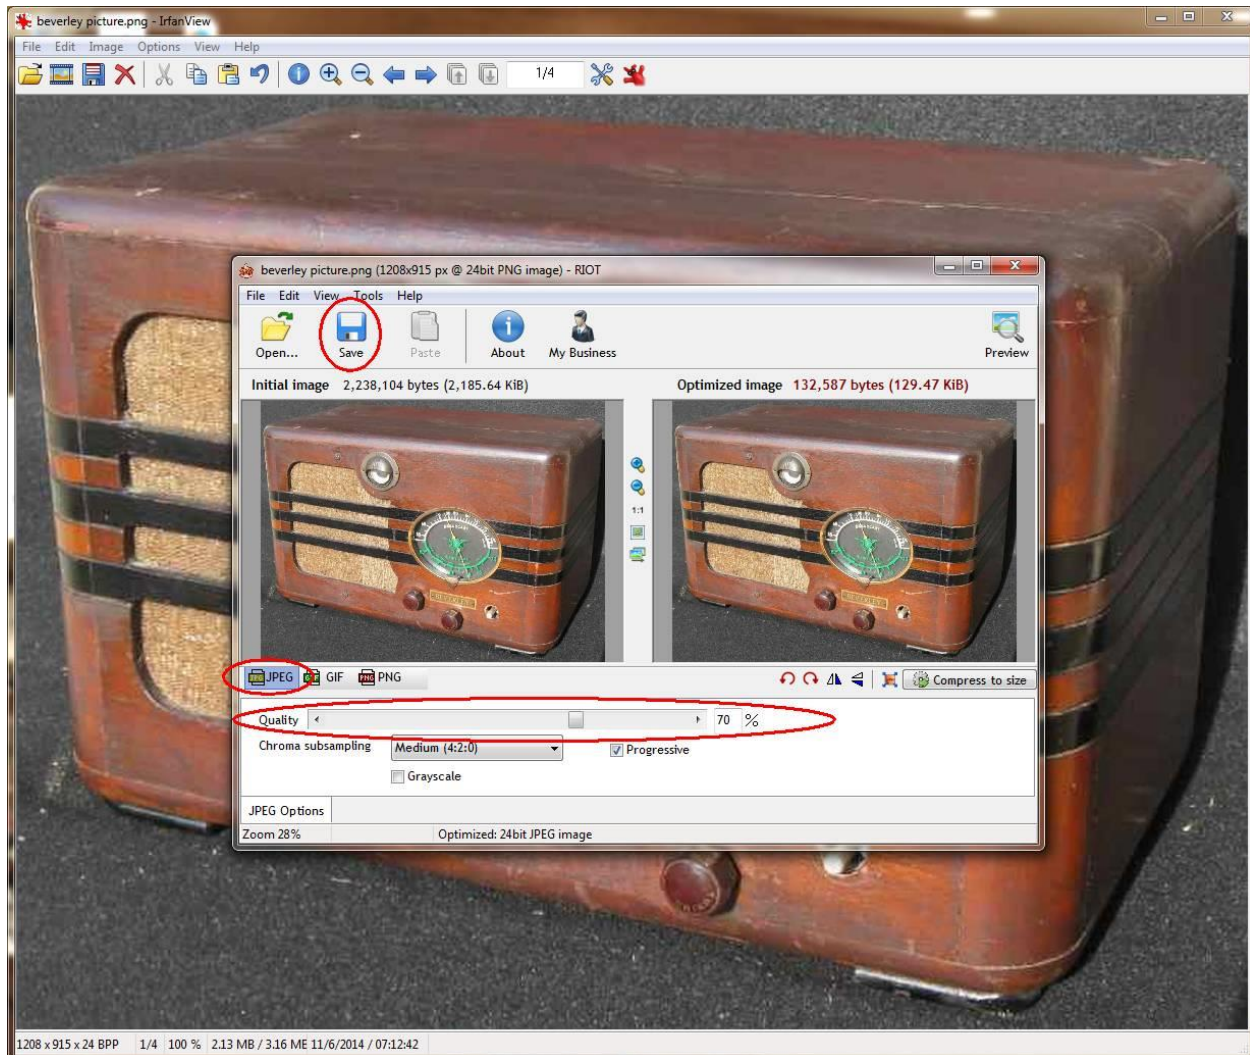 beverley picture.png - IrfanView
File Edit Image Options View Help
1/4
beverley picture.png (1208x915 px @ 24bit PNG image) - RIOT
File Edit View Tools Help
Open... Save Paste About My Business Preview
Initial image 2,238,104 bytes (2,185.64 KiB) Optimized image 132,587 bytes (129.47 KiB)
1:1
BEVERLEY BEVERLEY
JPEG GIF PNG Compress to size
Quality 70 %
Chroma subsampling Medium (4:2:0) Progressive
Grayscale
JPEG Options
Zoom 28% Optimized: 24bit JPEG image
1208 x 915 x 24 BPP 1/4 100 % 2.13 MB / 3.16 ME 11/6/2014 / 07:12:42